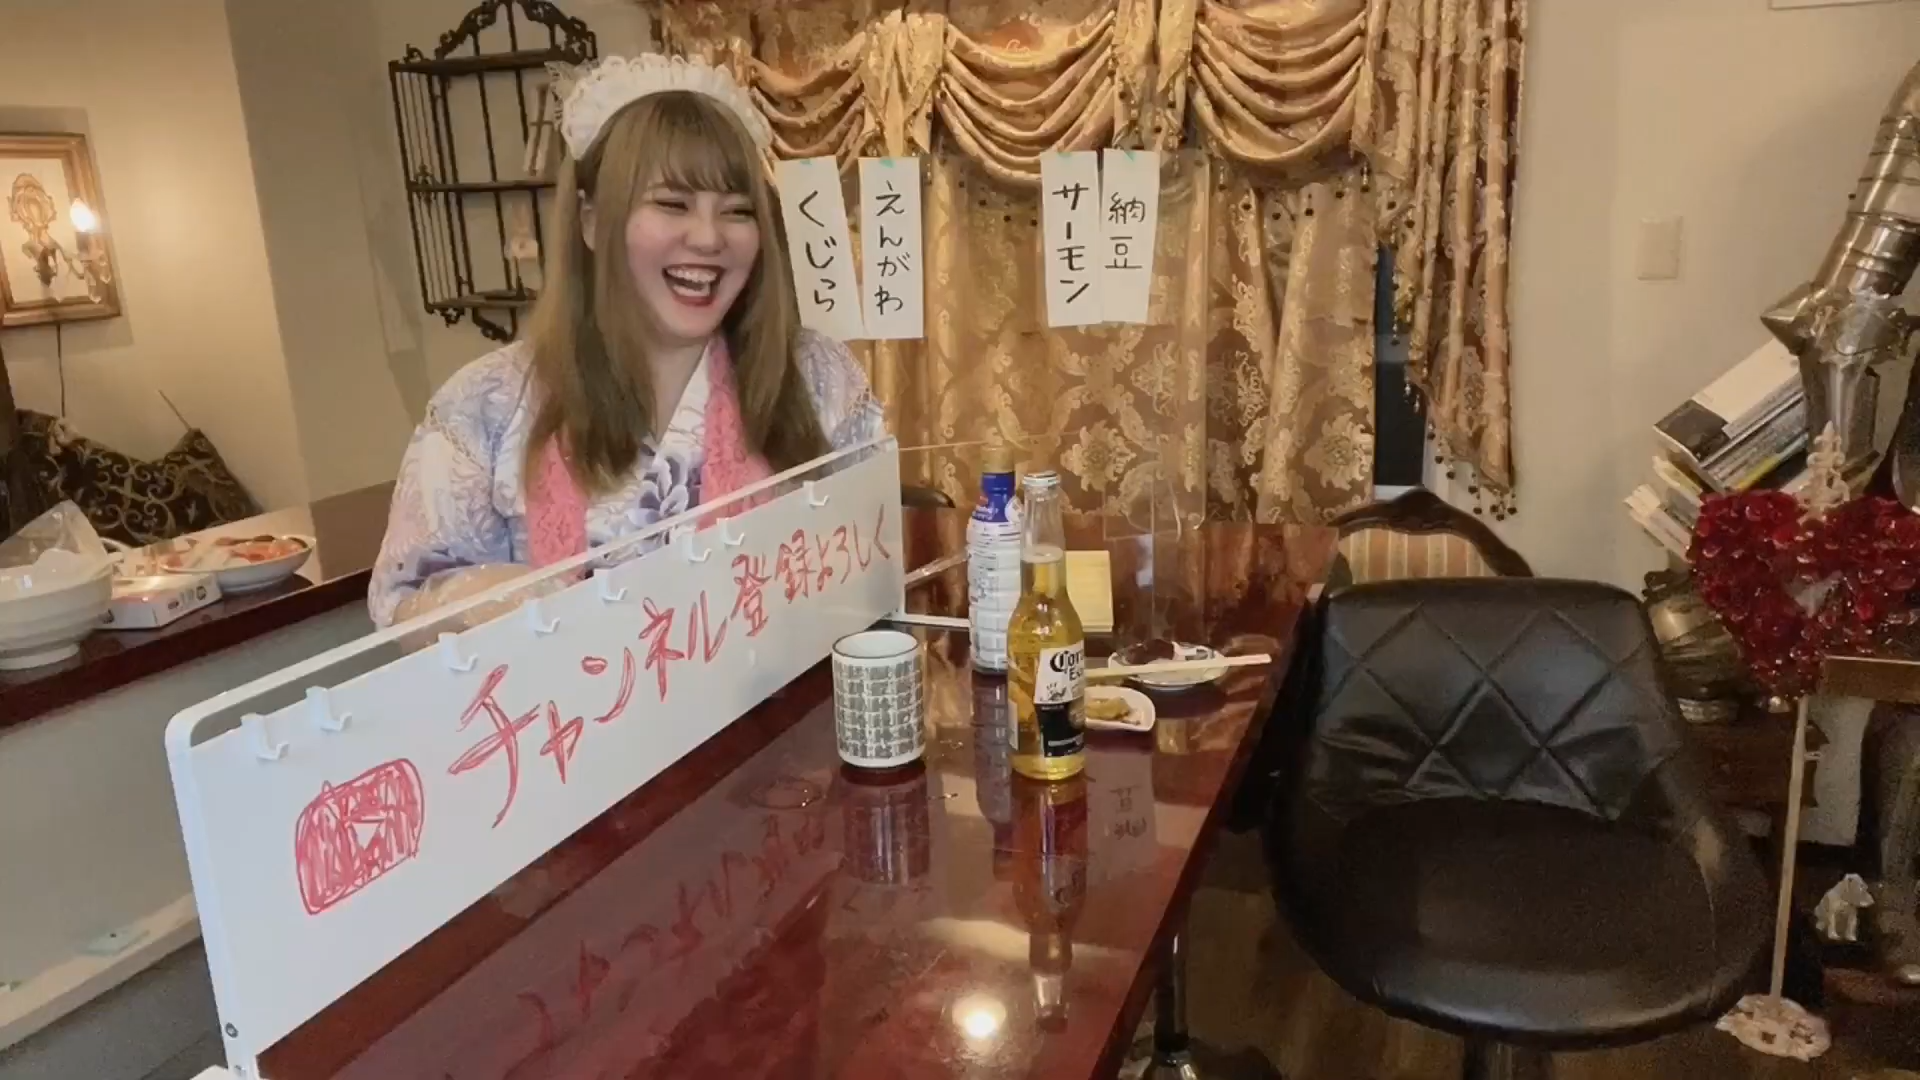 くじら
えんがわ
サーモン
納豆
チャンネル登録よろしく
Corona
Extra